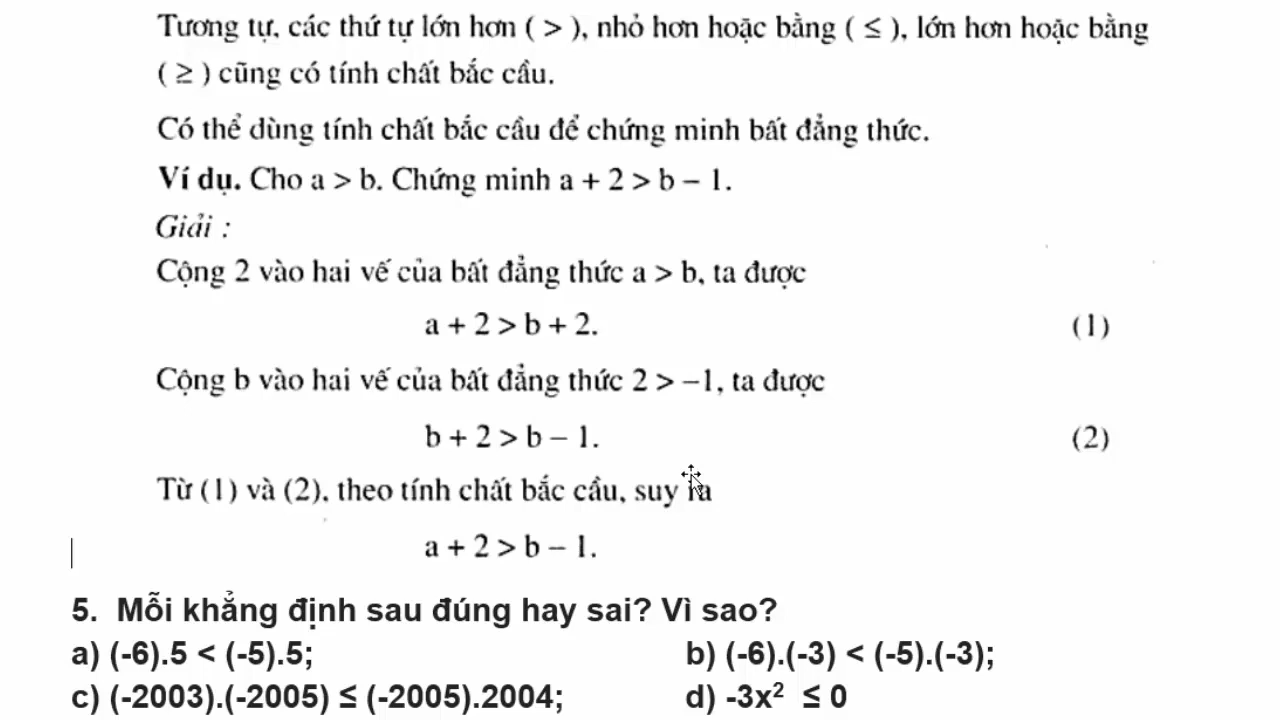 Tương tự, các thứ tự lớn hơn ( > ), nhỏ hơn hoặc bằng ( ≤ ), lớn hơn hoặc bằng
( ≥ ) cũng có tính chất bắc cầu.
Có thể dùng tính chất bắc cầu để chứng minh bất đẳng thức.
Ví dụ. Cho a > b. Chứng minh a + 2 > b – 1.
Giải :
Cộng 2 vào hai vế của bất đẳng thức a > b, ta được
a + 2 > b + 2. (1)
Cộng b vào hai vế của bất đẳng thức 2 > –1, ta được
b + 2 > b – 1. (2)
Từ (1) và (2), theo tính chất bắc cầu, suy ra
a + 2 > b – 1.
5. Mỗi khẳng định sau đúng hay sai? Vì sao?
a) (-6).5 < (-5).5; b) (-6).(-3) < (-5).(-3);
c) (-2003).(-2005) ≤ (-2005).2004; d) -3x² ≤ 0